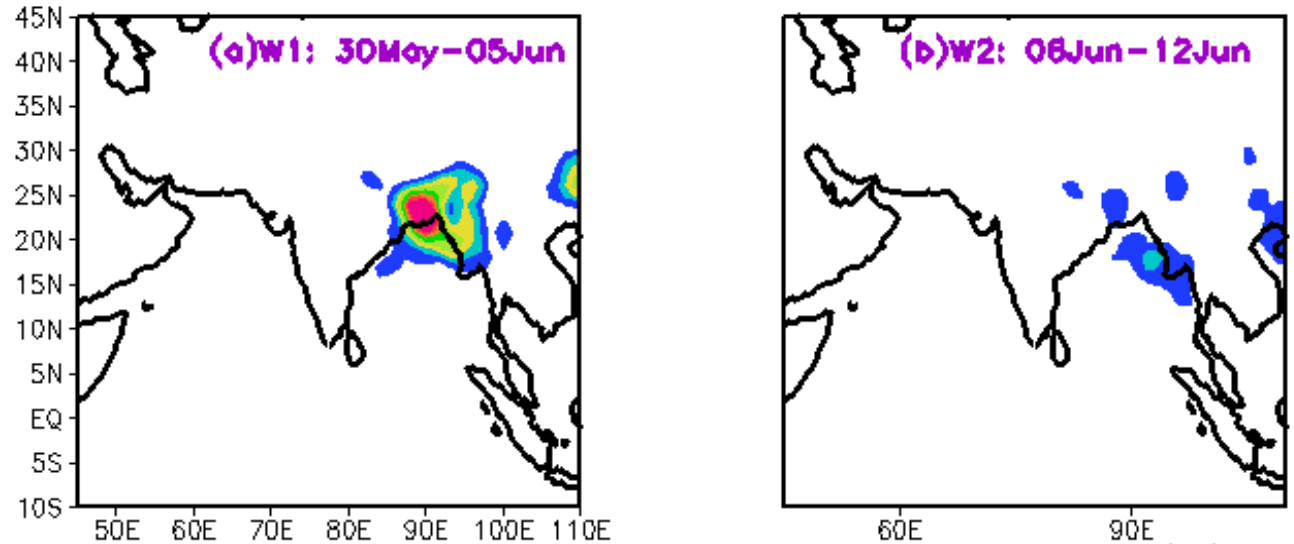 (a)W1: 30May-05Jun
(b)W2: 06Jun-12Jun
45N
40N
35N
30N
25N
20N
15N
10N
5N
EQ
5S
10S
50E 60E 70E 80E 90E 100E 110E
60E 90E